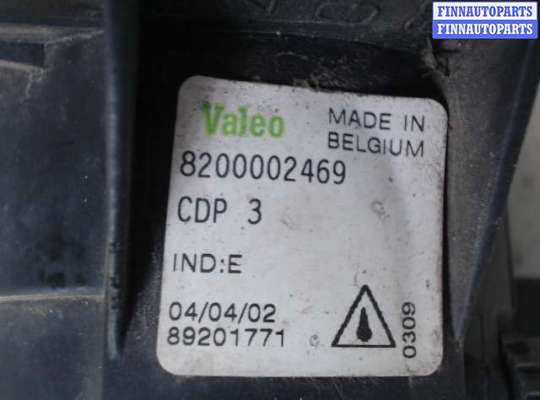 FINNAUTOPARTS
FINNAUTOPARTS
Valeo
MADE IN
BELGIUM
8200002469
CDP 3
IND:E
04/04/02
89201771
0309